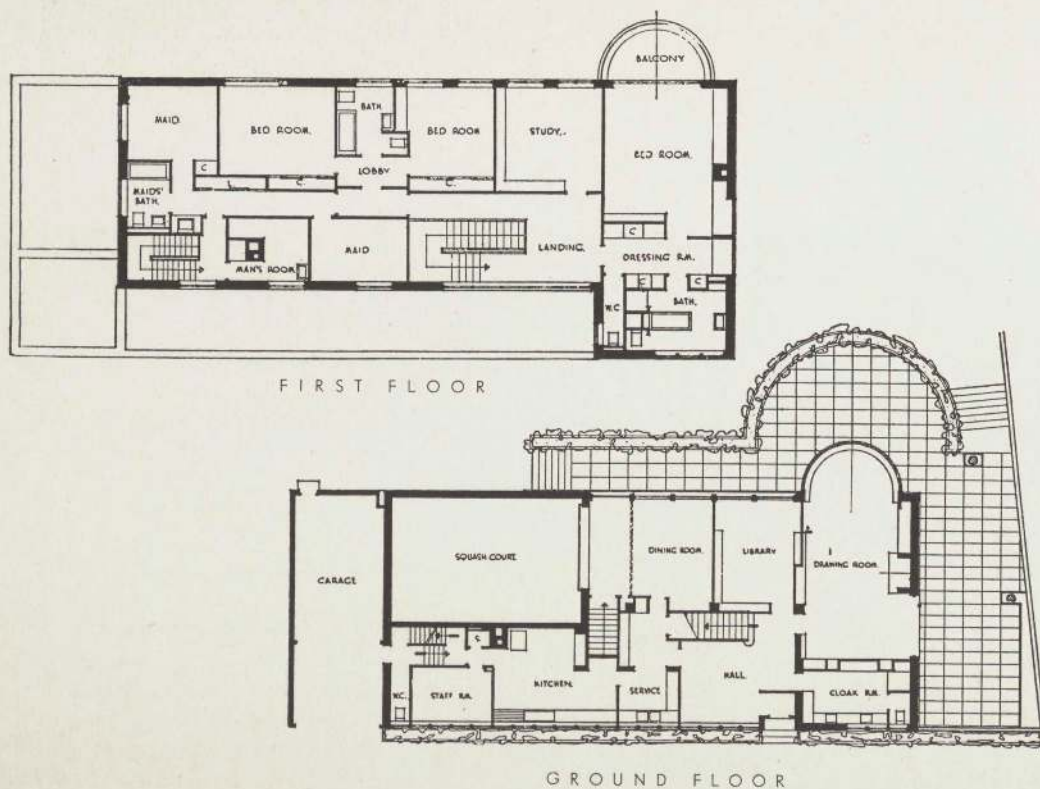 BALCONY
MAID
BED ROOM.
BATH
BED ROOM
STUDY.
BED ROOM.
C
L
C.
LOBBY
C.
MAIDS'
BATH.
C
MAN'S ROOM
MAID
LANDING.
DRESSING RM.
C
C
W.C
BATH.
FIRST FLOOR
GARAGE
SQUASH COURT
DINING ROOM.
LIBRARY
DRAWING ROOM.
C.
KITCHEN.
SERVICE
HALL
CLOAK RM.
W.C.
STAFF RM.
GROUND FLOOR